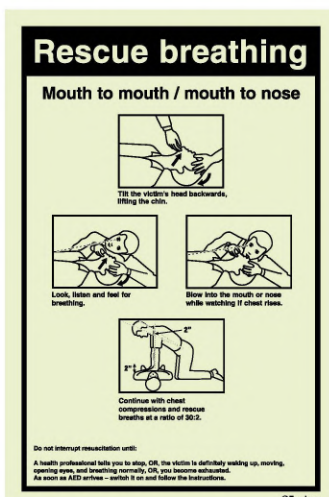 Rescue breathing
Mouth to mouth / mouth to nose
Tilt the victim's head backwards,
lifting the chin.
Look, listen and feel for
breathing.
Blow into the mouth or nose
while watching if chest rises.
2"
2"
Continue with chest
compressions and rescue
breaths at a ratio of 30:2.
Do not interrupt resuscitation until:
A health professional tells you to stop, OR, the victim is definitely waking up, moving,
opening eyes, and breathing normally, OR, you become exhausted.
As soon as AED arrives – switch it on and follow the instructions.